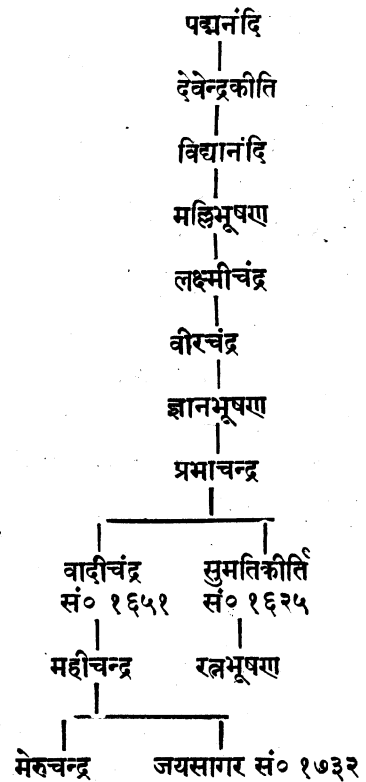 पद्मनंदि
देवेन्द्रकीति
विद्यानंदि
मल्लिभूषण
लक्ष्मीचंद्र
वीरचंद्र
ज्ञानभूषण
प्रभाचन्द्र
वादीचंद्र सुमतिकीर्ति
सं० १६५१ सं० १६२५
महीचन्द्र रत्नभूषण
मेरुचन्द्र जयसागर सं० १७३२